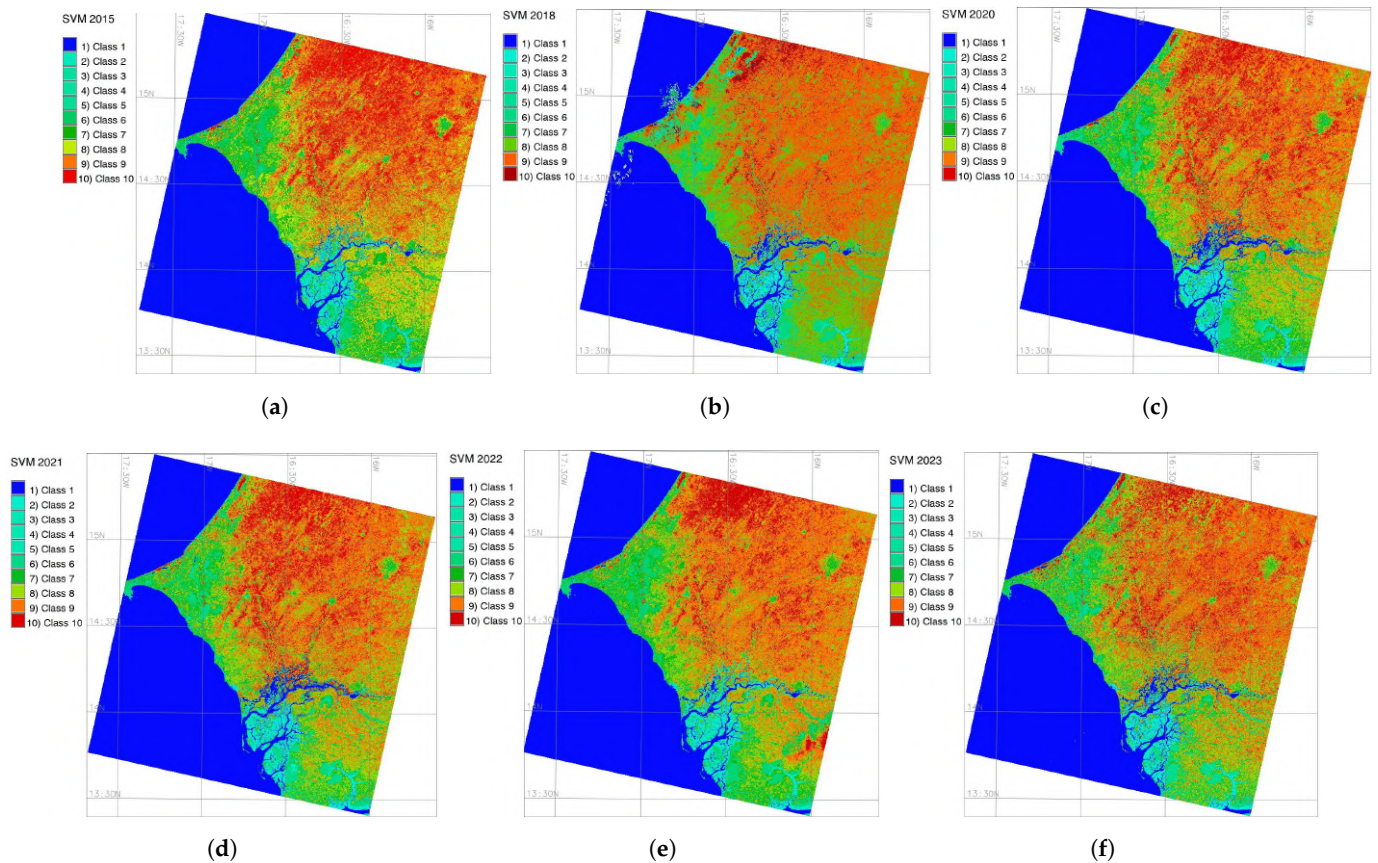 SVM 2015
1) Class 1
2) Class 2
3) Class 3
4) Class 4
5) Class 5
6) Class 6
7) Class 7
8) Class 8
9) Class 9
10) Class 10
17:30W
17W
16:30W
16W
15N
14:30N
14N
13:30N
(a)
SVM 2018
1) Class 1
2) Class 2
3) Class 3
4) Class 4
5) Class 5
6) Class 6
7) Class 7
8) Class 8
9) Class 9
10) Class 10
17:30W
17W
16:30W
16W
15N
14:30N
14N
13:30N
(b)
SVM 2020
1) Class 1
2) Class 2
3) Class 3
4) Class 4
5) Class 5
6) Class 6
7) Class 7
8) Class 8
9) Class 9
10) Class 10
17:30W
17W
16:30W
16W
15N
14:30N
14N
13:30N
(c)
SVM 2021
1) Class 1
2) Class 2
3) Class 3
4) Class 4
5) Class 5
6) Class 6
7) Class 7
8) Class 8
9) Class 9
10) Class 10
17:30W
17W
16:30W
16W
15N
14:30N
14N
13:30N
(d)
SVM 2022
1) Class 1
2) Class 2
3) Class 3
4) Class 4
5) Class 5
6) Class 6
7) Class 7
8) Class 8
9) Class 9
10) Class 10
17:30W
17W
16:30W
16W
15N
14:30N
14N
13:30N
(e)
SVM 2023
1) Class 1
2) Class 2
3) Class 3
4) Class 4
5) Class 5
6) Class 6
7) Class 7
8) Class 8
9) Class 9
10) Class 10
17:30W
17W
16:30W
16W
15N
14:30N
14N
13:30N
(f)